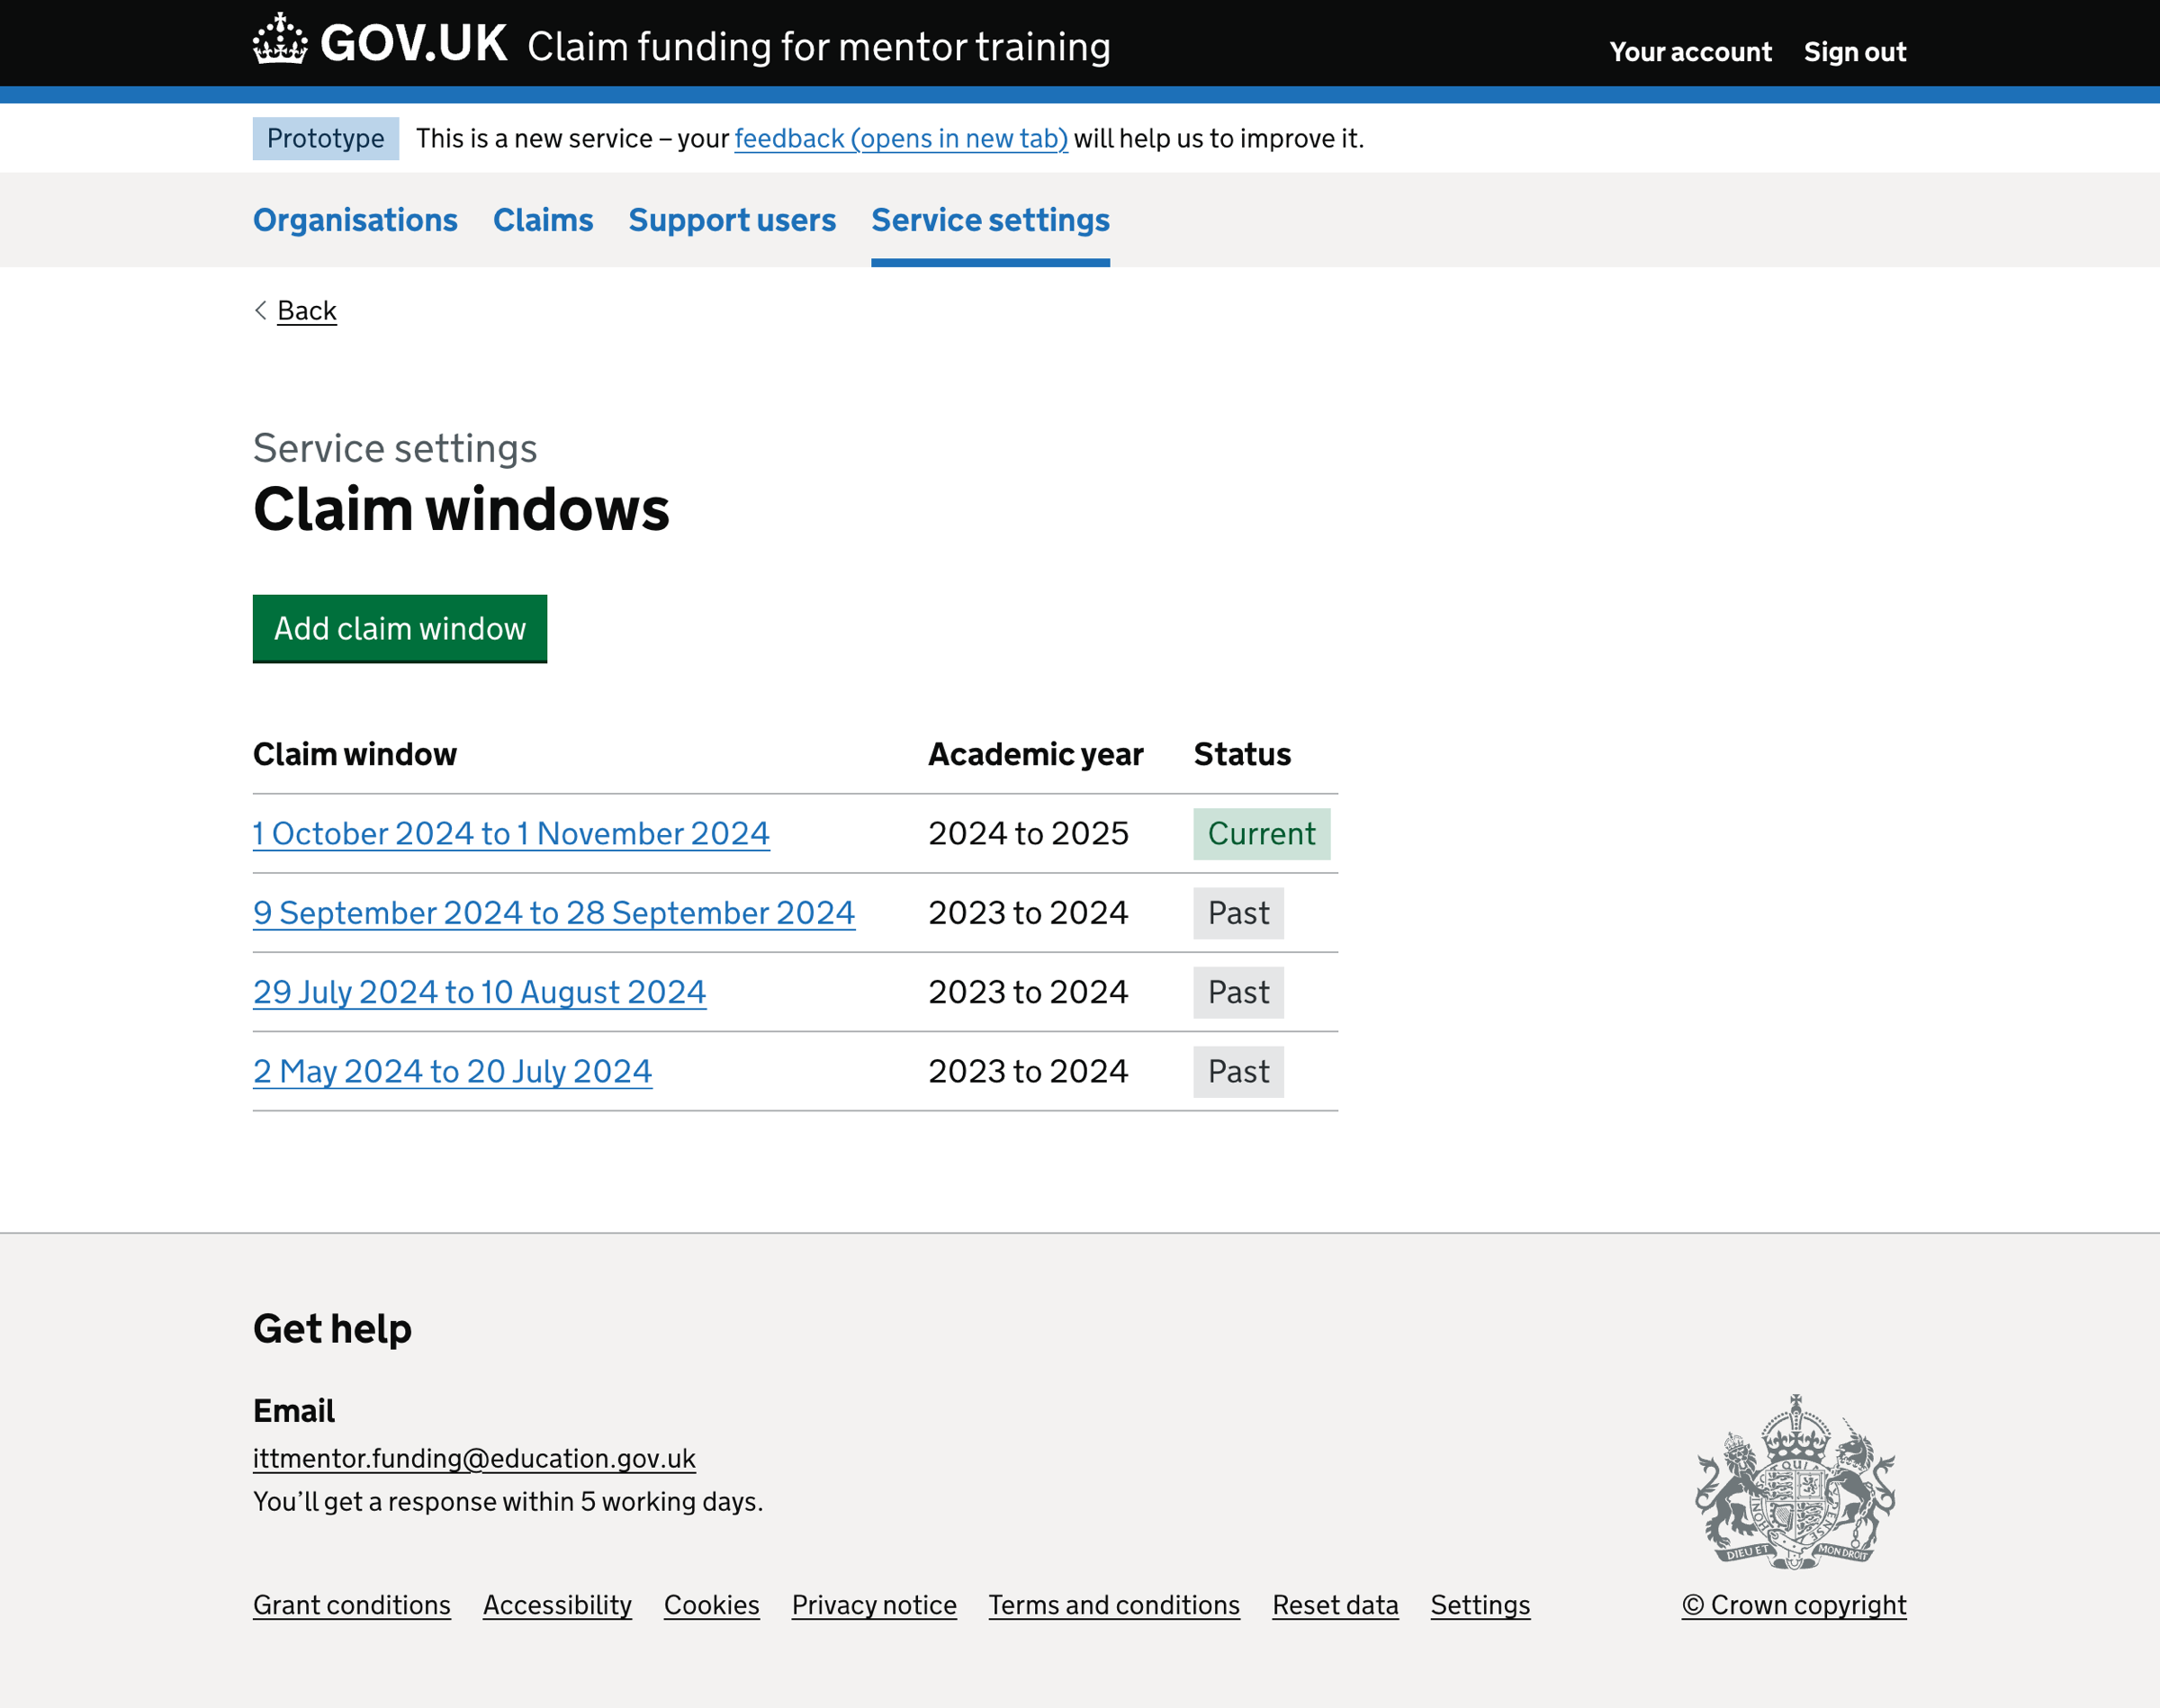 GOV.UK Claim funding for mentor training
Your account Sign out
Prototype This is a new service – your feedback (opens in new tab) will help us to improve it.
Organisations Claims Support users Service settings
Back
Service settings
Claim windows
Add claim window
Claim window Academic year Status
1 October 2024 to 1 November 2024 2024 to 2025 Current
9 September 2024 to 28 September 2024 2023 to 2024 Past
29 July 2024 to 10 August 2024 2023 to 2024 Past
2 May 2024 to 20 July 2024 2023 to 2024 Past
Get help
Email
ittmentor.funding@education.gov.uk
You’ll get a response within 5 working days.
DIEU ET MON DROIT
Grant conditions Accessibility Cookies Privacy notice Terms and conditions Reset data Settings
© Crown copyright